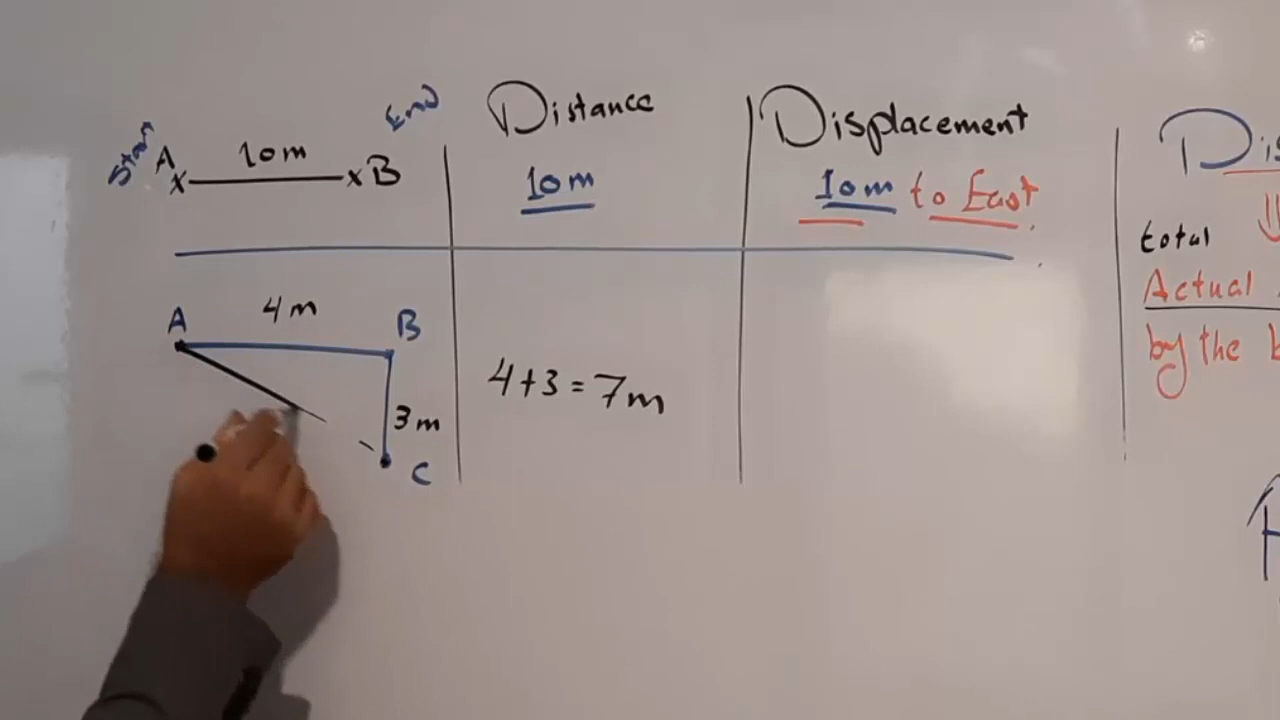 Start A 10m B End
Distance
Displacement
10m
10m to East
total
Actual
by the
A 4m B
3m
C
4+3=7m